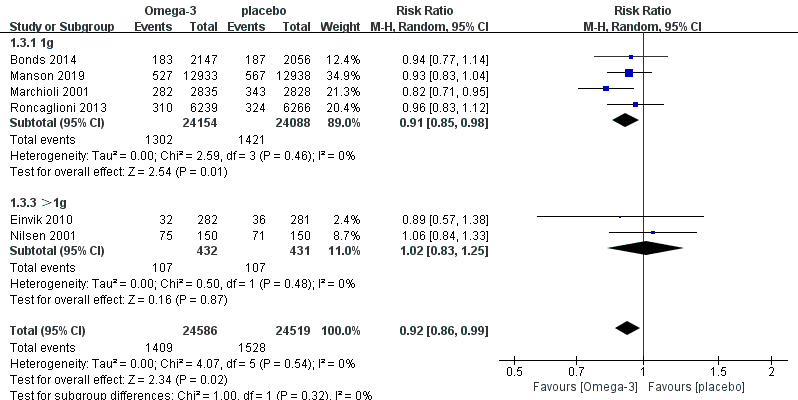 Omega-3 placebo Risk Ratio Risk Ratio
Study or Subgroup Events Total Events Total Weight M-H, Random, 95% CI M-H, Random, 95% CI
1.3.1 1g
Bonds 2014 183 2147 187 2056 12.4% 0.94 [0.77, 1.14]
Manson 2019 527 12933 567 12938 34.9% 0.93 [0.83, 1.04]
Marchioli 2001 282 2835 343 2828 21.3% 0.82 [0.71, 0.95]
Roncaglioni 2013 310 6239 324 6266 20.4% 0.96 [0.83, 1.12]
Subtotal (95% CI) 24154 24088 89.0% 0.91 [0.85, 0.98]
Total events 1302 1421
Heterogeneity: Tau² = 0.00; Chi² = 2.59, df = 3 (P = 0.46); I² = 0%
Test for overall effect: Z = 2.54 (P = 0.01)
1.3.3 >1g
Einvik 2010 32 282 36 281 2.4% 0.89 [0.57, 1.38]
Nilsen 2001 75 150 71 150 8.7% 1.06 [0.84, 1.33]
Subtotal (95% CI) 432 431 11.0% 1.02 [0.83, 1.25]
Total events 107 107
Heterogeneity: Tau² = 0.00; Chi² = 0.50, df = 1 (P = 0.48); I² = 0%
Test for overall effect: Z = 0.16 (P = 0.87)
Total (95% CI) 24586 24519 100.0% 0.92 [0.86, 0.99]
Total events 1409 1528
Heterogeneity: Tau² = 0.00; Chi² = 4.07, df = 5 (P = 0.54); I² = 0%
Test for overall effect: Z = 2.34 (P = 0.02)
Test for subgroup differences: Chi² = 1.00, df = 1 (P = 0.32), I² = 0%
0.5 0.7 1 1.5 2
Favours [Omega-3] Favours [placebo]